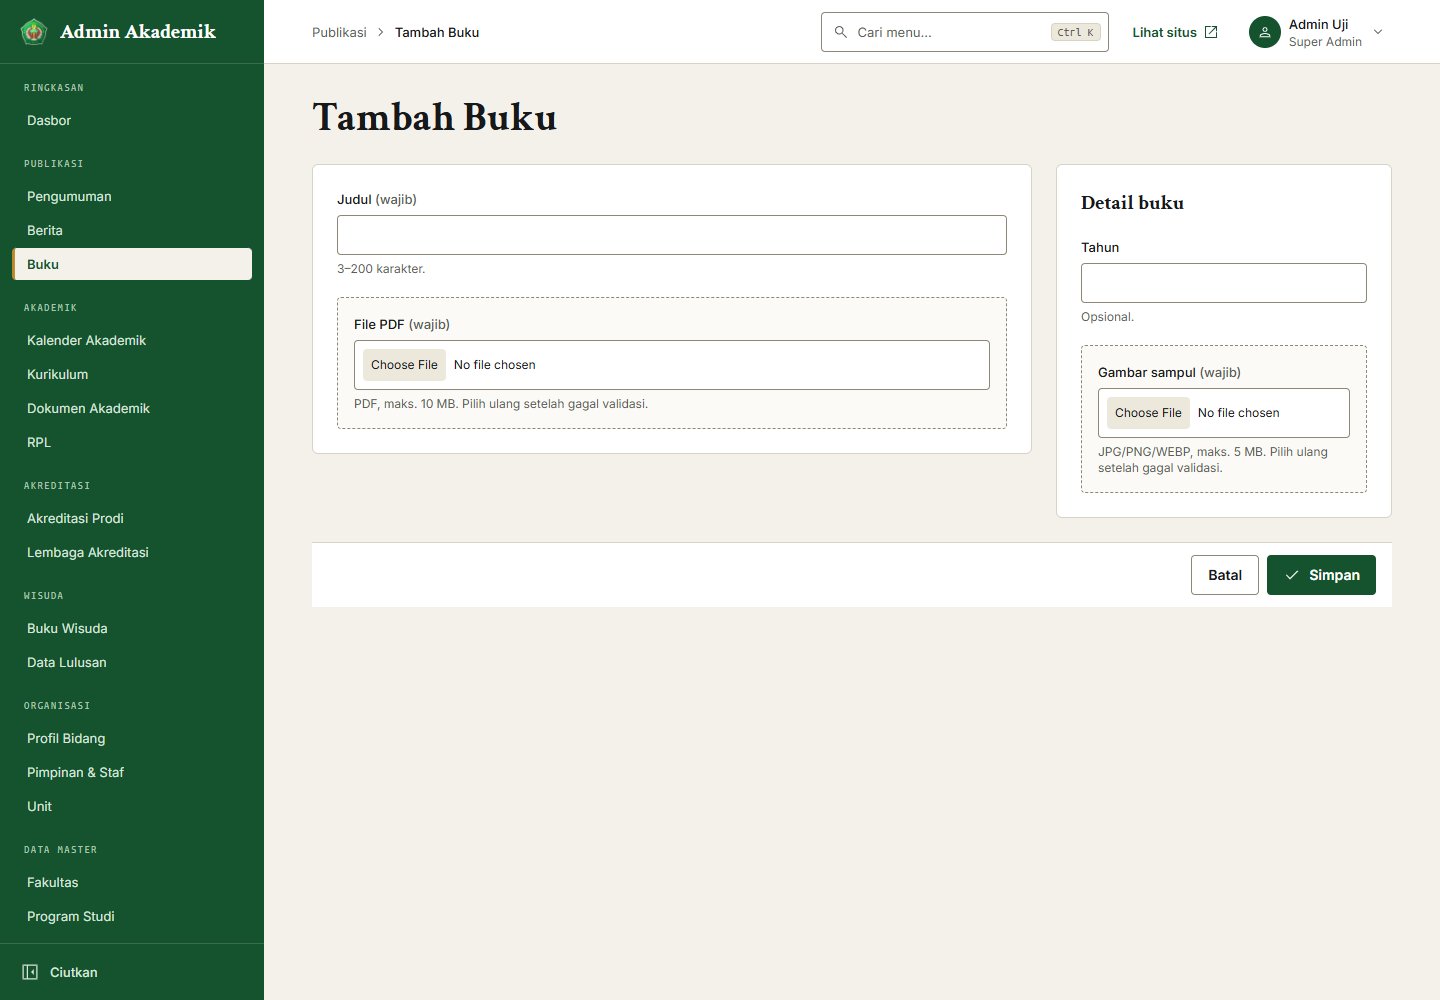 Admin Akademik
RINGKASAN
Dasbor
PUBLIKASI
Pengumuman
Berita
Buku
AKADEMIK
Kalender Akademik
Kurikulum
Dokumen Akademik
RPL
AKREDITASI
Akreditasi Prodi
Lembaga Akreditasi
WISUDA
Buku Wisuda
Data Lulusan
ORGANISASI
Profil Bidang
Pimpinan & Staf
Unit
DATA MASTER
Fakultas
Program Studi
Ciutkan
Publikasi > Tambah Buku
Cari menu... Ctrl K
Lihat situs
Admin Uji
Super Admin
Tambah Buku
Judul (wajib)
3–200 karakter.
File PDF (wajib)
Choose File No file chosen
PDF, maks. 10 MB. Pilih ulang setelah gagal validasi.
Detail buku
Tahun
Opsional.
Gambar sampul (wajib)
Choose File No file chosen
JPG/PNG/WEBP, maks. 5 MB. Pilih ulang
setelah gagal validasi.
Batal
Simpan